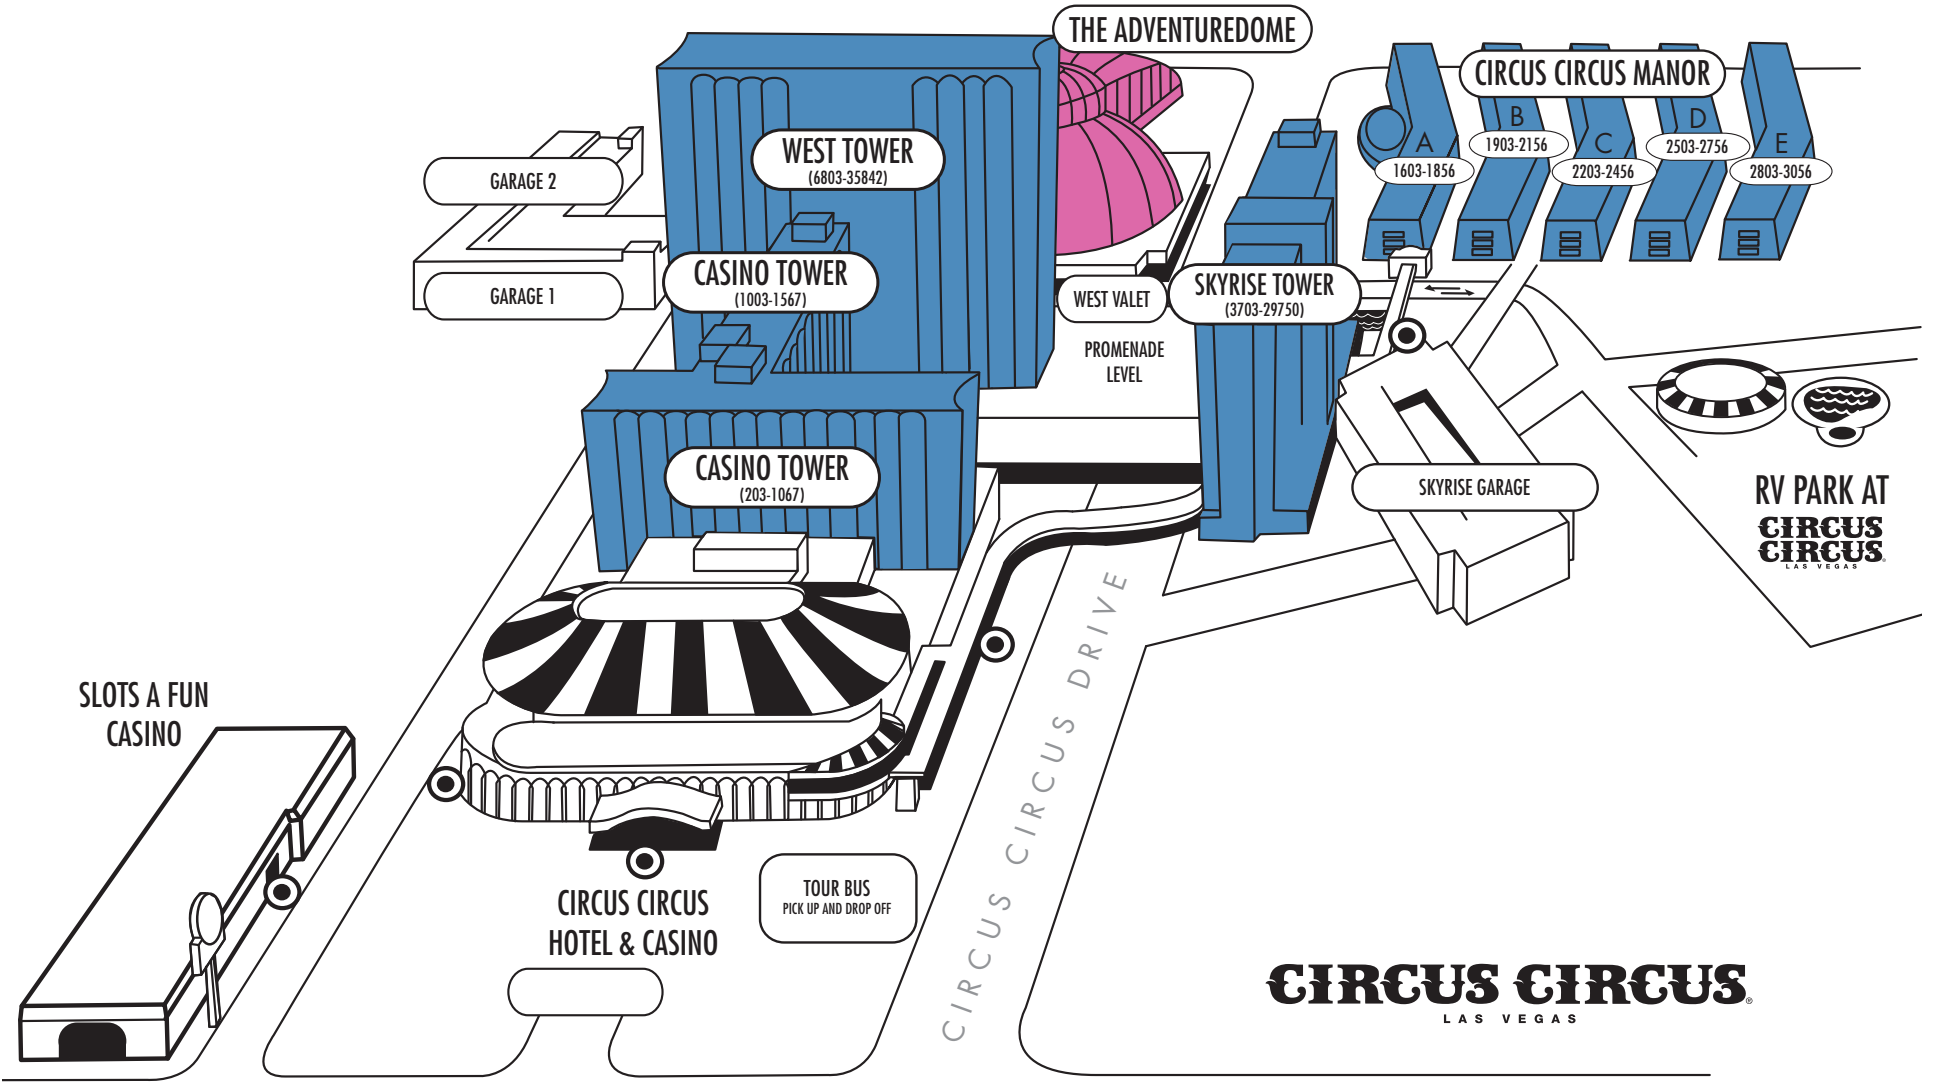 THE ADVENTUREDOME
CIRCUS CIRCUS MANOR
A
1603-1856
B
1903-2156
C
2203-2456
D
2503-2756
E
2803-3056
WEST TOWER
(6803-35842)
GARAGE 2
GARAGE 1
CASINO TOWER
(1003-1567)
WEST VALET
SKYRISE TOWER
(3703-29750)
PROMENADE
LEVEL
CASINO TOWER
(203-1067)
SKYRISE GARAGE
RV PARK AT
CIRCUS
CIRCUS
LAS VEGAS
CIRCUS CIRCUS DRIVE
SLOTS A FUN
CASINO
CIRCUS CIRCUS
HOTEL & CASINO
TOUR BUS
PICK UP AND DROP OFF
CIRCUS CIRCUS®
LAS VEGAS